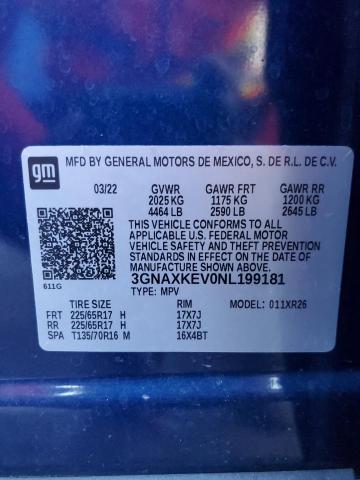 gm
MFD BY GENERAL MOTORS DE MEXICO, S. DE R.L. DE C.V.
03/22 GVWR GAWR FRT GAWR RR
2025 KG 1175 KG 1200 KG
4464 LB 2590 LB 2645 LB
THIS VEHICLE CONFORMS TO ALL
APPLICABLE U.S. FEDERAL MOTOR
VEHICLE SAFETY AND THEFT PREVENTION
STANDARDS IN EFFECT ON THE DATE OF
MANUFACTURE SHOWN ABOVE.
611G 3GNAXKEV0NL199181
TYPE: MPV
TIRE SIZE RIM MODEL: 011XR26
FRT 225/65R17 H 17X7J
RR 225/65R17 H 17X7J
SPA T135/70R16 M 16X4BT